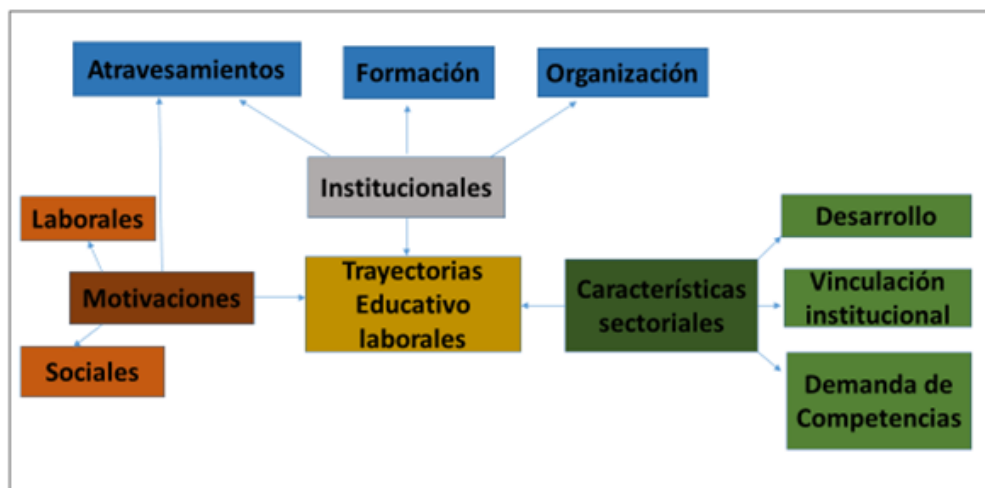 Atravesamientos
Formación
Organización
Institucionales
Laborales
Desarrollo
Motivaciones
Trayectorias
Educativo
laborales
Características
sectoriales
Vinculación
institucional
Sociales
Demanda de
Competencias